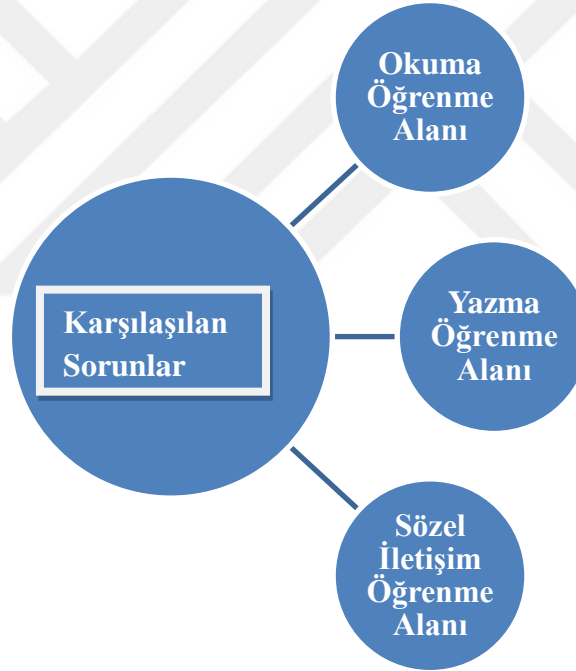 Okuma
Öğrenme
Alanı
Karşılaşılan
Sorunlar
Yazma
Öğrenme
Alanı
Sözel
İletişim
Öğrenme
Alanı